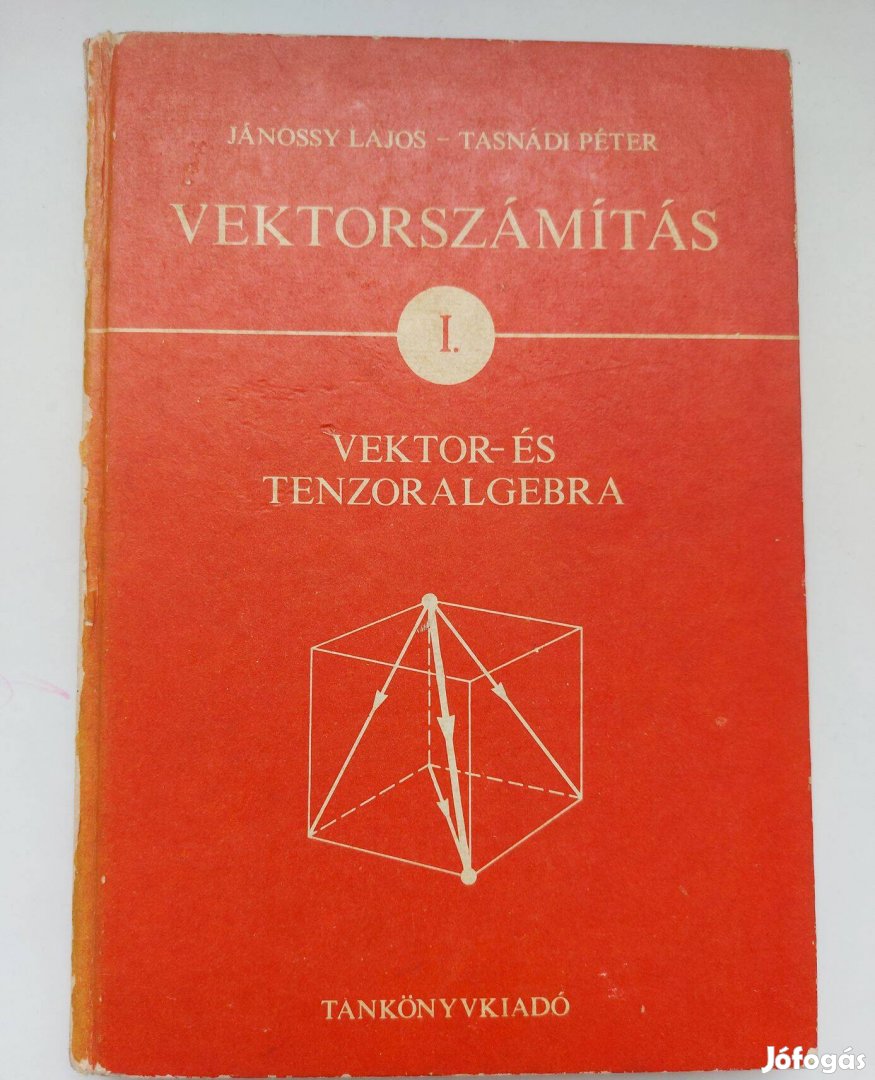 JÁNOSSY LAJOS – TASNÁDI PÉTER
VEKTORSZÁMÍTÁS
I.
VEKTOR- ÉS
TENZORALGEBRA
TANKÖNYVKIADÓ
Jófogás